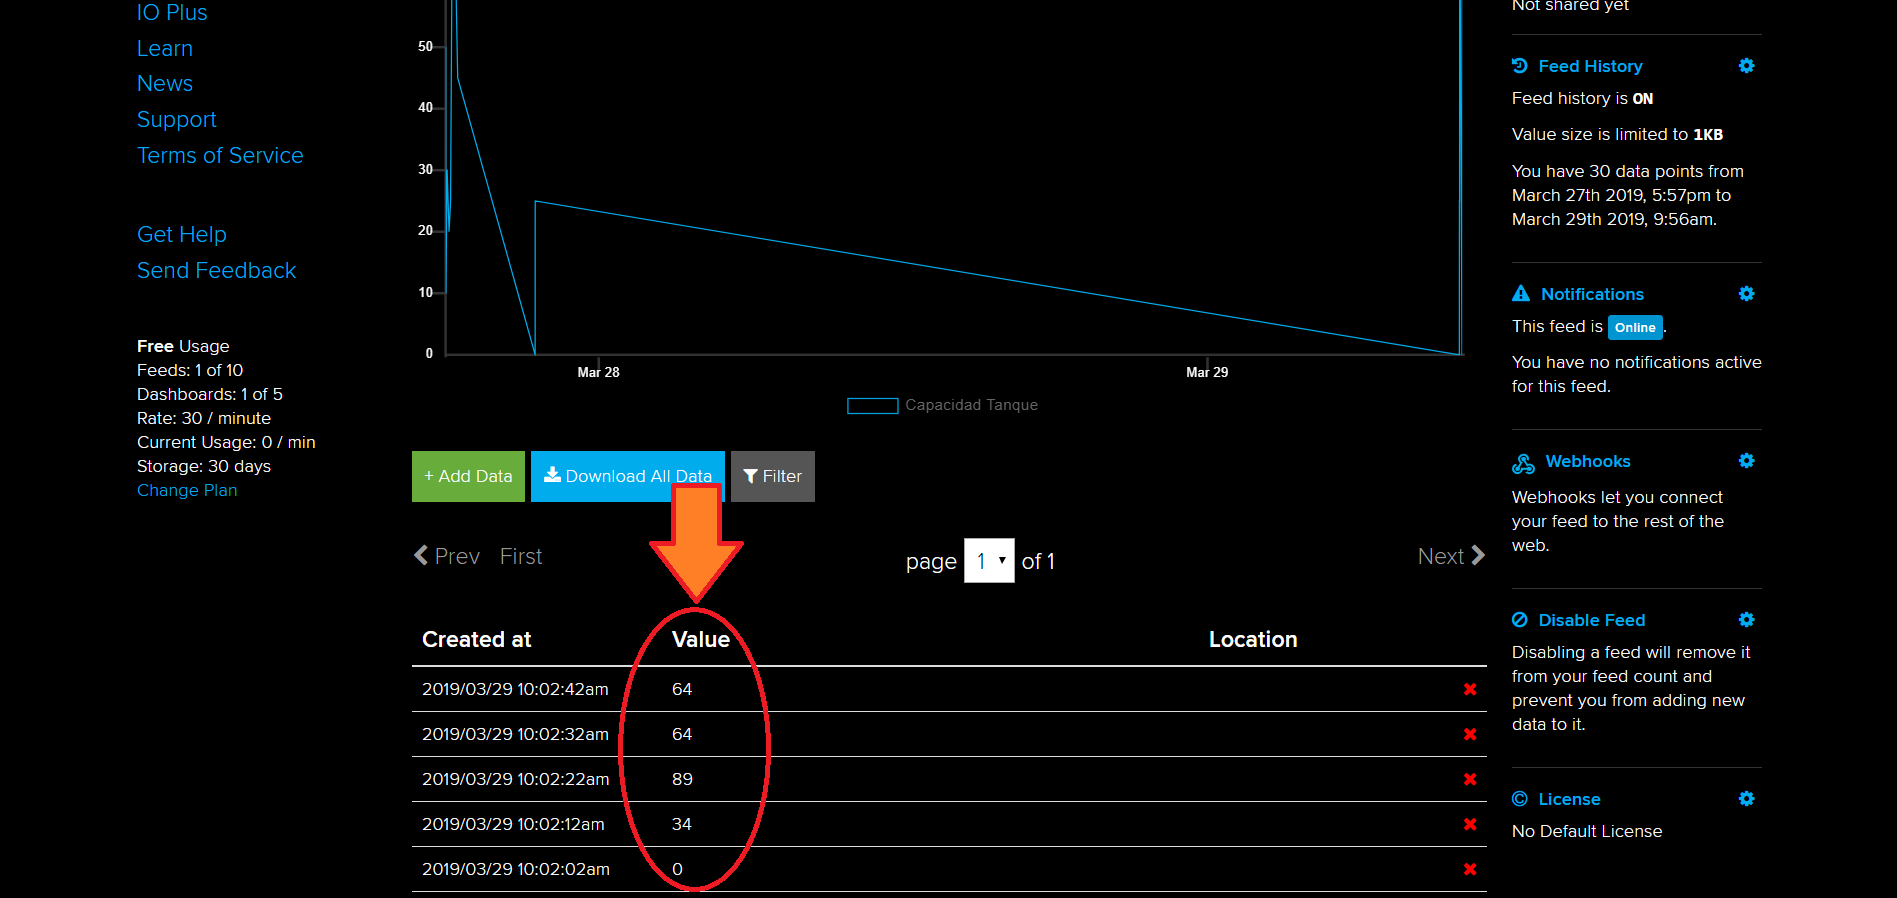 IO Plus
Learn
News
Support
Terms of Service
Get Help
Send Feedback
Free Usage
Feeds: 1 of 10
Dashboards: 1 of 5
Rate: 30 / minute
Current Usage: 0 / min
Storage: 30 days
Change Plan
50
40
30
20
10
0
Mar 28
Mar 29
Capacidad Tanque
+ Add Data
Download All Data
Filter
Prev
First
page 1 of 1
Next
Created at Value Location
2019/03/29 10:02:42am 64
2019/03/29 10:02:32am 64
2019/03/29 10:02:22am 89
2019/03/29 10:02:12am 34
2019/03/29 10:02:02am 0
Not shared yet
Feed History
Feed history is ON
Value size is limited to 1KB
You have 30 data points from
March 27th 2019, 5:57pm to
March 29th 2019, 9:56am.
Notifications
This feed is Online.
You have no notifications active
for this feed.
Webhooks
Webhooks let you connect
your feed to the rest of the
web.
Disable Feed
Disabling a feed will remove it
from your feed count and
prevent you from adding new
data to it.
License
No Default License